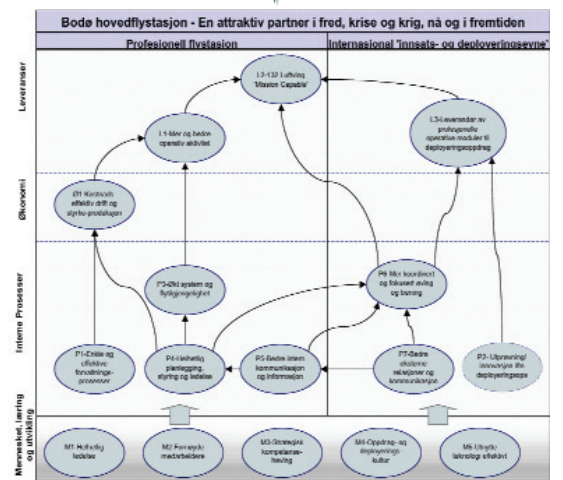 Bodø hovedflystasjon - En attraktiv partner i fred, krise og krig, nå og i fremtiden
Profesjonell flystasjon
Internasjonal 'innsats- og deployeringsevne'
Leveranser
L2-132 Luftving
'Mission Capable'
L1-Mer og bedre
operativ aktivitet
L3-Leverandør av
profesjonelle
operative moduler til
deployeringsoppdrag
Økonomi
Ø1-Kostnads-
effektiv drift og
styrke-produksjon
Interne Prosesser
P3-Økt system og
flytilgjengelighet
P6-Mer koordinert
og fokusert øving
og trening
P1-Enkle og
effektive
forvaltnings-
prosesser
P4-Helhetlig
planlegging,
styring og ledelse
P5-Bedre intern
kommunikasjon
og informasjon
P7-Bedre
eksterne
relasjoner og
kommunikasjon
P2- Utprøvning/
innovasjon ifm
deployeringsops
Mennesket, læring
og utvikling
M1-Helhetlig
ledelse
M2-Fornøyde
medarbeidere
M3-Strategisk
kompetanse-
heving
M4-Oppdrag- og
deployerings
kultur
M5-Utnytte
teknologi effektivt